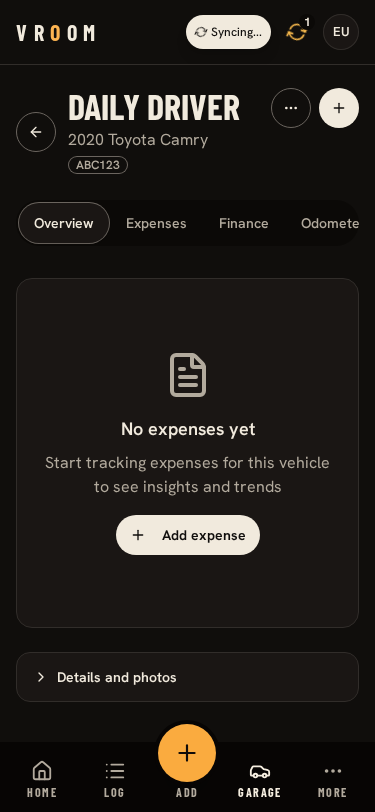 VROOM
Syncing...
1
EU
DAILY DRIVER
2020 Toyota Camry
ABC123
Overview
Expenses
Finance
Odomete
No expenses yet
Start tracking expenses for this vehicle
to see insights and trends
Add expense
Details and photos
HOME
LOG
ADD
GARAGE
MORE